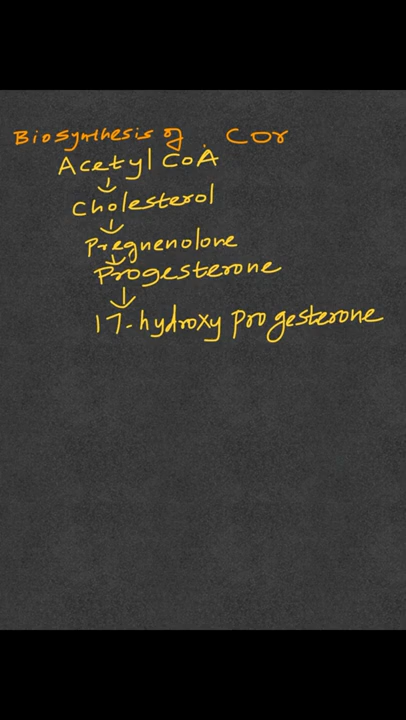 Biosynthesis of Cor
Acetyl CoA
↓
Cholesterol
↓
Pregnenolone
↓
Progesterone
↓
17-hydroxy progesterone